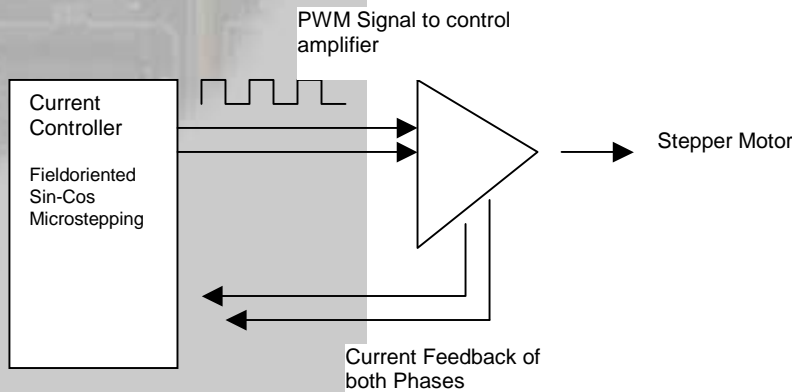 PWM Signal to control
amplifier
Current
Controller
Fieldoriented
Sin-Cos
Microstepping
Stepper Motor
Current Feedback of
both Phases